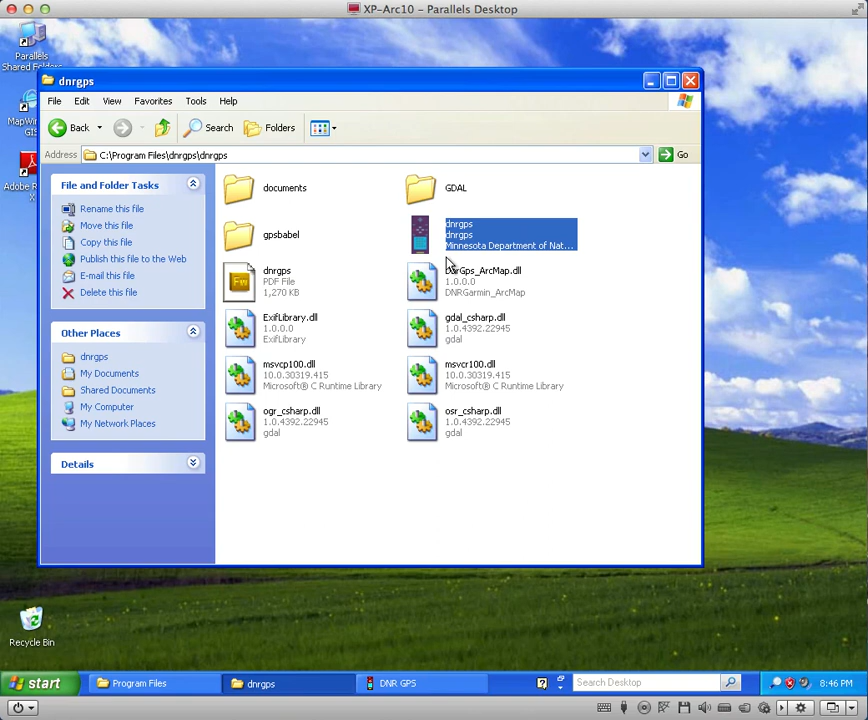 XP-Arc10 - Parallels Desktop
Parallels
Shared Folders
dnrgps
File Edit View Favorites Tools Help
Back Search Folders
Address C:\Program Files\dnrgps\dnrgps Go
File and Folder Tasks
Rename this file
Move this file
Copy this file
Publish this file to the Web
E-mail this file
Delete this file
Other Places
dnrgps
My Documents
Shared Documents
My Computer
My Network Places
Details
documents
GDAL
gpsbabel
dnrgps
dnrgps
Minnesota Department of Nat...
dnrgps
PDF File
1,270 KB
DnrGps_ArcMap.dll
1.0.0.0
DNRGarmin_ArcMap
ExifLibrary.dll
1.0.0.0
ExifLibrary
gdal_csharp.dll
1.0.4392.22945
gdal
msvcp100.dll
10.0.30319.415
Microsoft® C Runtime Library
msvcr100.dll
10.0.30319.415
Microsoft® C Runtime Library
ogr_csharp.dll
1.0.4392.22945
gdal
osr_csharp.dll
1.0.4392.22945
gdal
MapWin
GIS
Adobe R
X
Recycle Bin
start Program Files dnrgps DNR GPS Search Desktop 8:46 PM